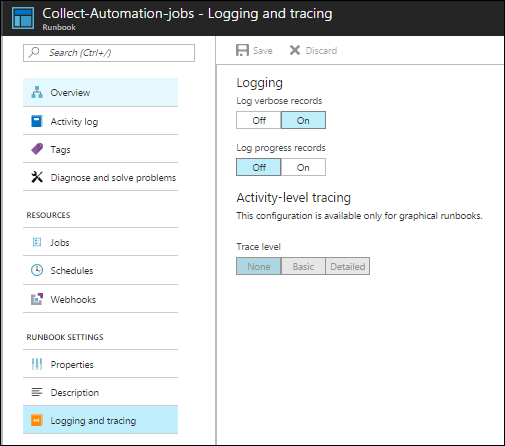 Collect-Automation-jobs - Logging and tracing
Runbook
Search (Ctrl+/)
Overview
Activity log
Tags
Diagnose and solve problems
RESOURCES
Jobs
Schedules
Webhooks
RUNBOOK SETTINGS
Properties
Description
Logging and tracing
Save Discard
Logging
Log verbose records
Off On
Log progress records
Off On
Activity-level tracing
This configuration is available only for graphical runbooks.
Trace level
None Basic Detailed